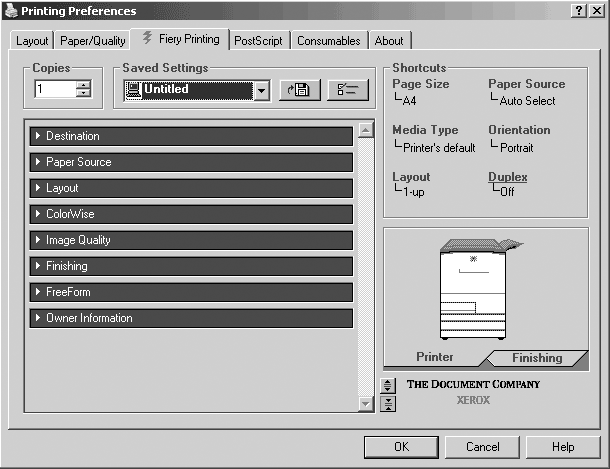 Printing Preferences
Layout Paper/Quality Fiery Printing PostScript Consumables About
Copies
1
Saved Settings
Untitled
Destination
Paper Source
Layout
ColorWise
Image Quality
Finishing
FreeForm
Owner Information
Shortcuts
Page Size Paper Source
A4 Auto Select
Media Type Orientation
Printer's default Portrait
Layout Duplex
1-up Off
Printer Finishing
THE DOCUMENT COMPANY
XEROX
OK Cancel Help